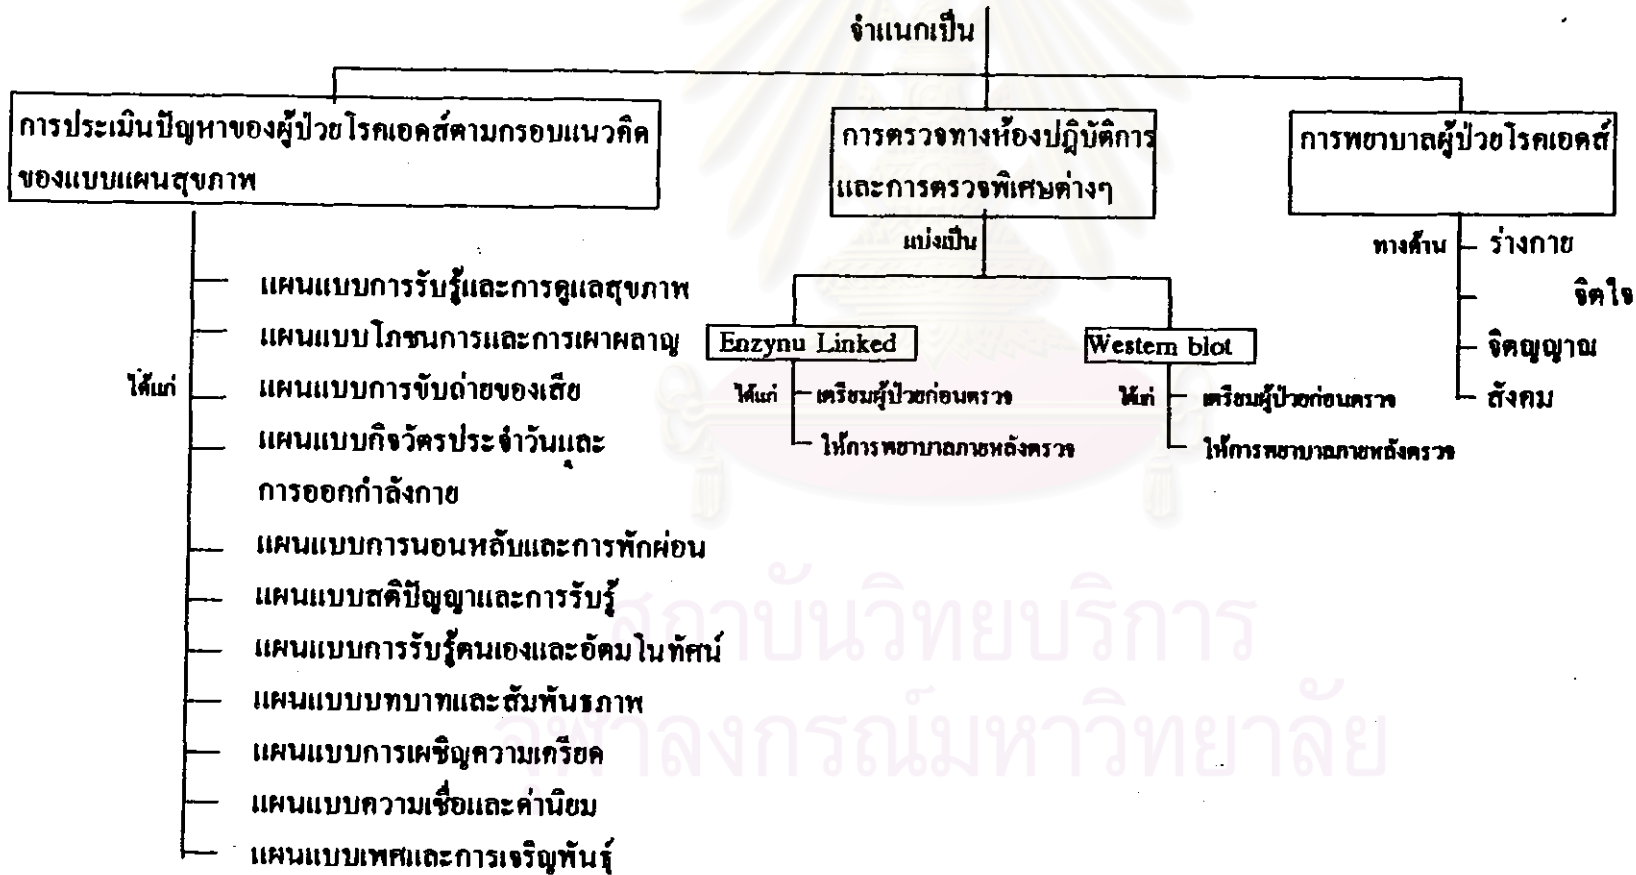 จำแนกเป็น
การประเมินปัญหาของผู้ป่วยโรคเอดส์ตามกรอบแนวคิด
ของแบบแผนสุขภาพ
ได้แก่
แผนแบบการรับรู้และการดูแลสุขภาพ
แผนแบบโภชนการและการเผาผลาญ
แผนแบบการขับถ่ายของเสีย
แผนแบบกิจวัตรประจำวันและ
การออกกำลังกาย
แผนแบบการนอนหลับและการพักผ่อน
แผนแบบสติปัญญาและการรับรู้
แผนแบบการรับรู้ตนเองและอัตมโนทัศน์
แผนแบบบทบาทและสัมพันธภาพ
แผนแบบการเผชิญความเครียด
แผนแบบความเชื่อและค่านิยม
แผนแบบเพศและการเจริญพันธุ์
การตรวจทางห้องปฏิบัติการ
และการตรวจพิเศษต่างๆ
แบ่งเป็น
Enzynu Linked
ได้แก่
เตรียมผู้ป่วยก่อนตรวจ
ให้การพยาบาลภายหลังตรวจ
Western blot
ได้แก่
เตรียมผู้ป่วยก่อนตรวจ
ให้การพยาบาลภายหลังตรวจ
การพยาบาลผู้ป่วยโรคเอดส์
ทางด้าน
ร่างกาย
จิตใจ
จิตญญาณ
สังคม
สถาบันวิทยบริการ
จุฬาลงกรณ์มหาวิทยาลัย